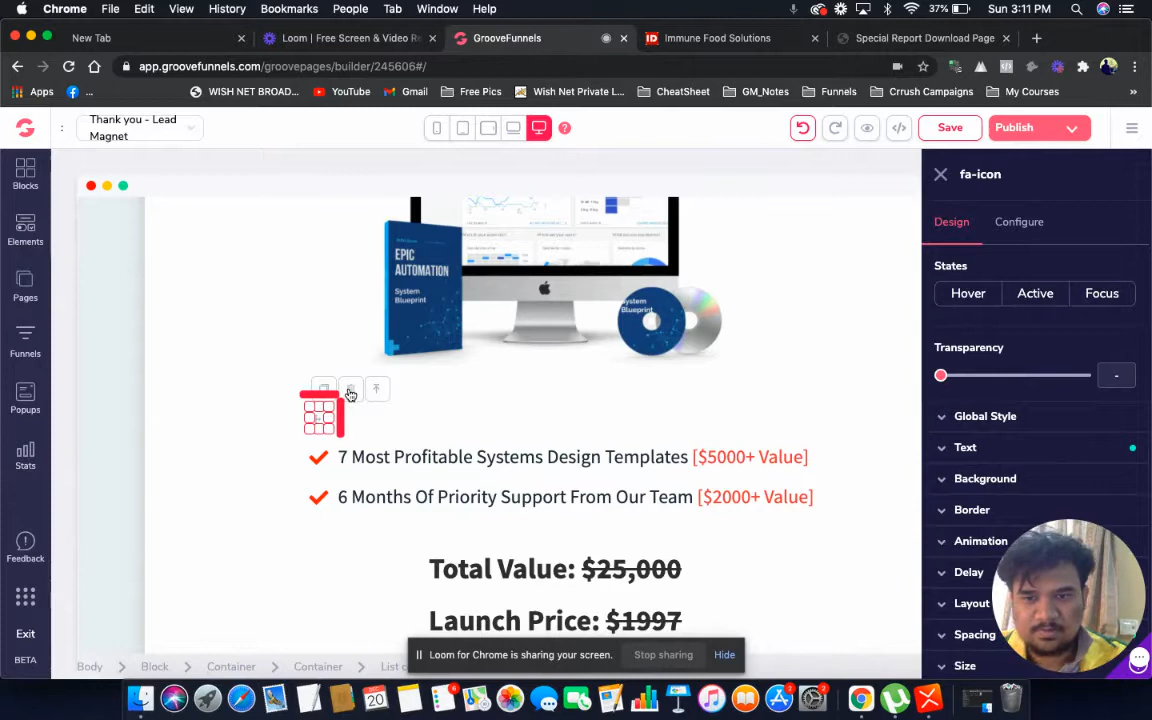 Chrome File Edit View History Bookmarks People Tab Window Help 37% Sun 3:11 PM
New Tab Loom | Free Screen & Video Re GrooveFunnels Immune Food Solutions Special Report Download Page
app.groovefunnels.com/groovepages/builder/245606#/
Apps ... WISH NET BROAD... YouTube Gmail Free Pics Wish Net Private L... CheatSheet GM_Notes Funnels Crrush Campaigns My Courses
Thank you - Lead
Magnet
Save
Publish
Blocks
Elements
Pages
Funnels
Popups
Stats
Feedback
Exit
BETA
EPIC
AUTOMATION
System
Blueprint
System
Blueprint
7 Most Profitable Systems Design Templates [$5000+ Value]
6 Months Of Priority Support From Our Team [$2000+ Value]
Total Value: $25,000
Launch Price: $1997
Loom for Chrome is sharing your screen. Stop sharing Hide
Body Block Container Container List c
fa-icon
Design Configure
States
Hover Active Focus
Transparency
-
Global Style
Text
Background
Border
Animation
Delay
Layout
Spacing
Size